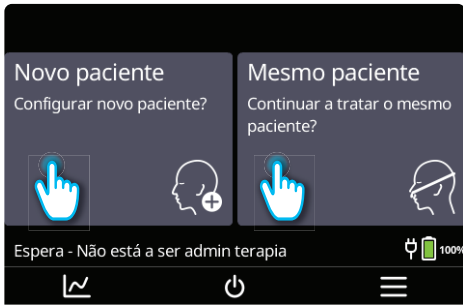 Novo paciente
Configurar novo paciente?
Mesmo paciente
Continuar a tratar o mesmo
paciente?
Espera - Não está a ser admin terapia
100%